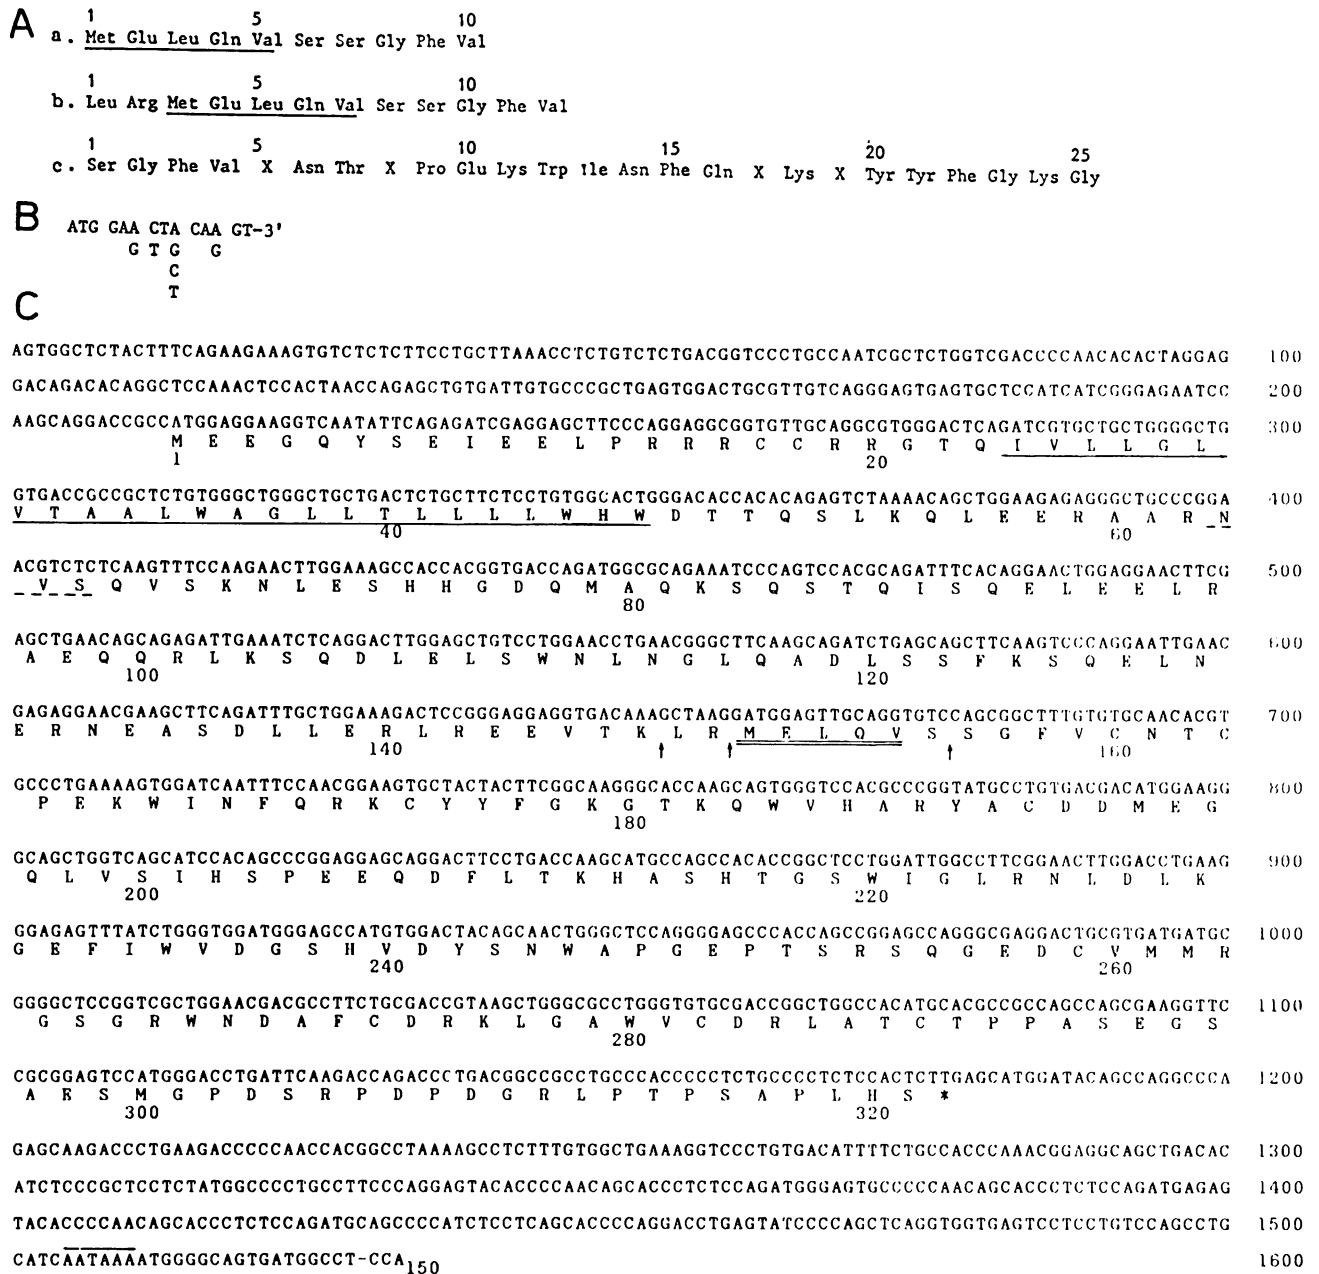 A
1 5 10
a. Met Glu Leu Gln Val Ser Ser Gly Phe Val
1 5 10
b. Leu Arg Met Glu Leu Gln Val Ser Ser Gly Phe Val
1 5 10 15 20 25
c. Ser Gly Phe Val X Asn Thr X Pro Glu Lys Trp Ile Asn Phe Gln X Lys X Tyr Tyr Phe Gly Lys Gly
B
ATG GAA CTA CAA GT-3'
G T G G
C
T
C
AGTGGCTCTACTTTCAGAAGAAAGTGTCTCTCTTCCTGCTTAAACCTCTGTCTCTGACGGTCCCTGCCAATCGCTCTGGTCGACCCCAACACACTAGGAG 100
GACAGACACAGGCTCCAAACTCCACTAACCAGAGCTGTGATTGTGCCCGCTGAGTGGACTGCGTTGTCAGGGAGTGAGTGCTCCATCATCGGGAGAATCC 200
AAGCAGGACCGCCATGGAGGAAGGTCAATATTCAGAGATCGAGGAGCTTCCCAGGAGGCGGTGTTGCAGGCGTGGGACTCAGATCGTGCTGCTGGGGCTG 300
M E E G Q Y S E I E E L P R R R C C R R G T Q I V L L G L
1 20
GTGACCGCCGCTCTGTGGGCTGGGCTGCTGACTCTGCTTCTCCTGTGGCACTGGGACACCACACAGAGTCTAAAACAGCTGGAAGAGAGGGCTGCCCGGA 400
V T A A L W A G L L T L L L L W H W D T T Q S L K Q L E E R A A R N
40 60
ACGTCTCTCAAGTTTCCAAGAACTTGGAAAGCCACCACGGTGACCAGATGGCGCAGAAATCCCAGTCCACGCAGATTTCACAGGAACTGGAGGAACTTCG 500
V S Q V S K N L E S H H G D Q M A Q K S Q S T Q I S Q E L E E L R
80
AGCTGAACAGCAGAGATTGAAATCTCAGGACTTGGAGCTGTCCTGGAACCTGAACGGGCTTCAAGCAGATCTGAGCAGCTTCAAGTCCCAGGAATTGAAC 600
A E Q Q R L K S Q D L E L S W N L N G L Q A D L S S F K S Q E L N
100 120
GAGAGGAACGAAGCTTCAGATTTGCTGGAAAGACTCCGGGAGGAGGTGACAAAGCTAAGGATGGAGTTGCAGGTGTCCAGCGGCTTTGTGTGCAACACGT 700
E R N E A S D L L E R L R E E V T K L R M E L Q V S S G F V C N T C
140 ↑ ↑ ↑ 160
GCCCTGAAAAGTGGATCAATTTCCAACGGAAGTGCTACTACTTCGGCAAGGGCACCAAGCAGTGGGTCCACGCCCGGTATGCCTGTGACGACATGGAAGG 800
P E K W I N F Q R K C Y Y F G K G T K Q W V H A R Y A C D D M E G
180
GCAGCTGGTCAGCATCCACAGCCCGGAGGAGCAGGACTTCCTGACCAAGCATGCCAGCCACACCGGCTCCTGGATTGGCCTTCGGAACTTGGACCTGAAG 900
Q L V S I H S P E E Q D F L T K H A S H T G S W I G L R N L D L K
200 220
GGAGAGTTTATCTGGGTGGATGGGAGCCATGTGGACTACAGCAACTGGGCTCCAGGGGAGCCCACCAGCCGGAGCCAGGGCGAGGACTGCGTGATGATGC 1000
G E F I W V D G S H V D Y S N W A P G E P T S R S Q G E D C V M M R
240 260
GGGGCTCCGGTCGCTGGAACGACGCCTTCTGCGACCGTAAGCTGGGCGCCTGGGTGTGCGACCGGCTGGCCACATGCACGCCGCCAGCCAGCGAAGGTTC 1100
G S G R W N D A F C D R K L G A W V C D R L A T C T P P A S E G S
280
CGCGGAGTCCATGGGACCTGATTCAAGACCAGACCCTGACGGCCGCCTGCCCACCCCCTCTGCCCCTCTCCACTCTTGAGCATGGATACAGCCAGGCCCA 1200
A E S M G P D S R P D P D G R L P T P S A P L H S *
300 320
GAGCAAGACCCTGAAGACCCCCAACCACGGCCTAAAAGCCTCTTTGTGGCTGAAAGGTCCCTGTGACATTTTCTGCCACCCAAACGGAGGCAGCTGACAC 1300
ATCTCCCGCTCCTCTATGGCCCCTGCCTTCCCAGGAGTACACCCCAACAGCACCCTCTCCAGATGGGAGTGCCCCCAACAGCACCCTCTCCAGATGAGAG 1400
TACACCCCAACAGCACCCTCTCCAGATGCAGCCCCATCTCCTCAGCACCCCAGGACCTGAGTATCCCCAGCTCAGGTGGTGAGTCCTCCTGTCCAGCCTG 1500
CATCAATAAAATGGGGCAGTGATGGCCT-CCA150 1600